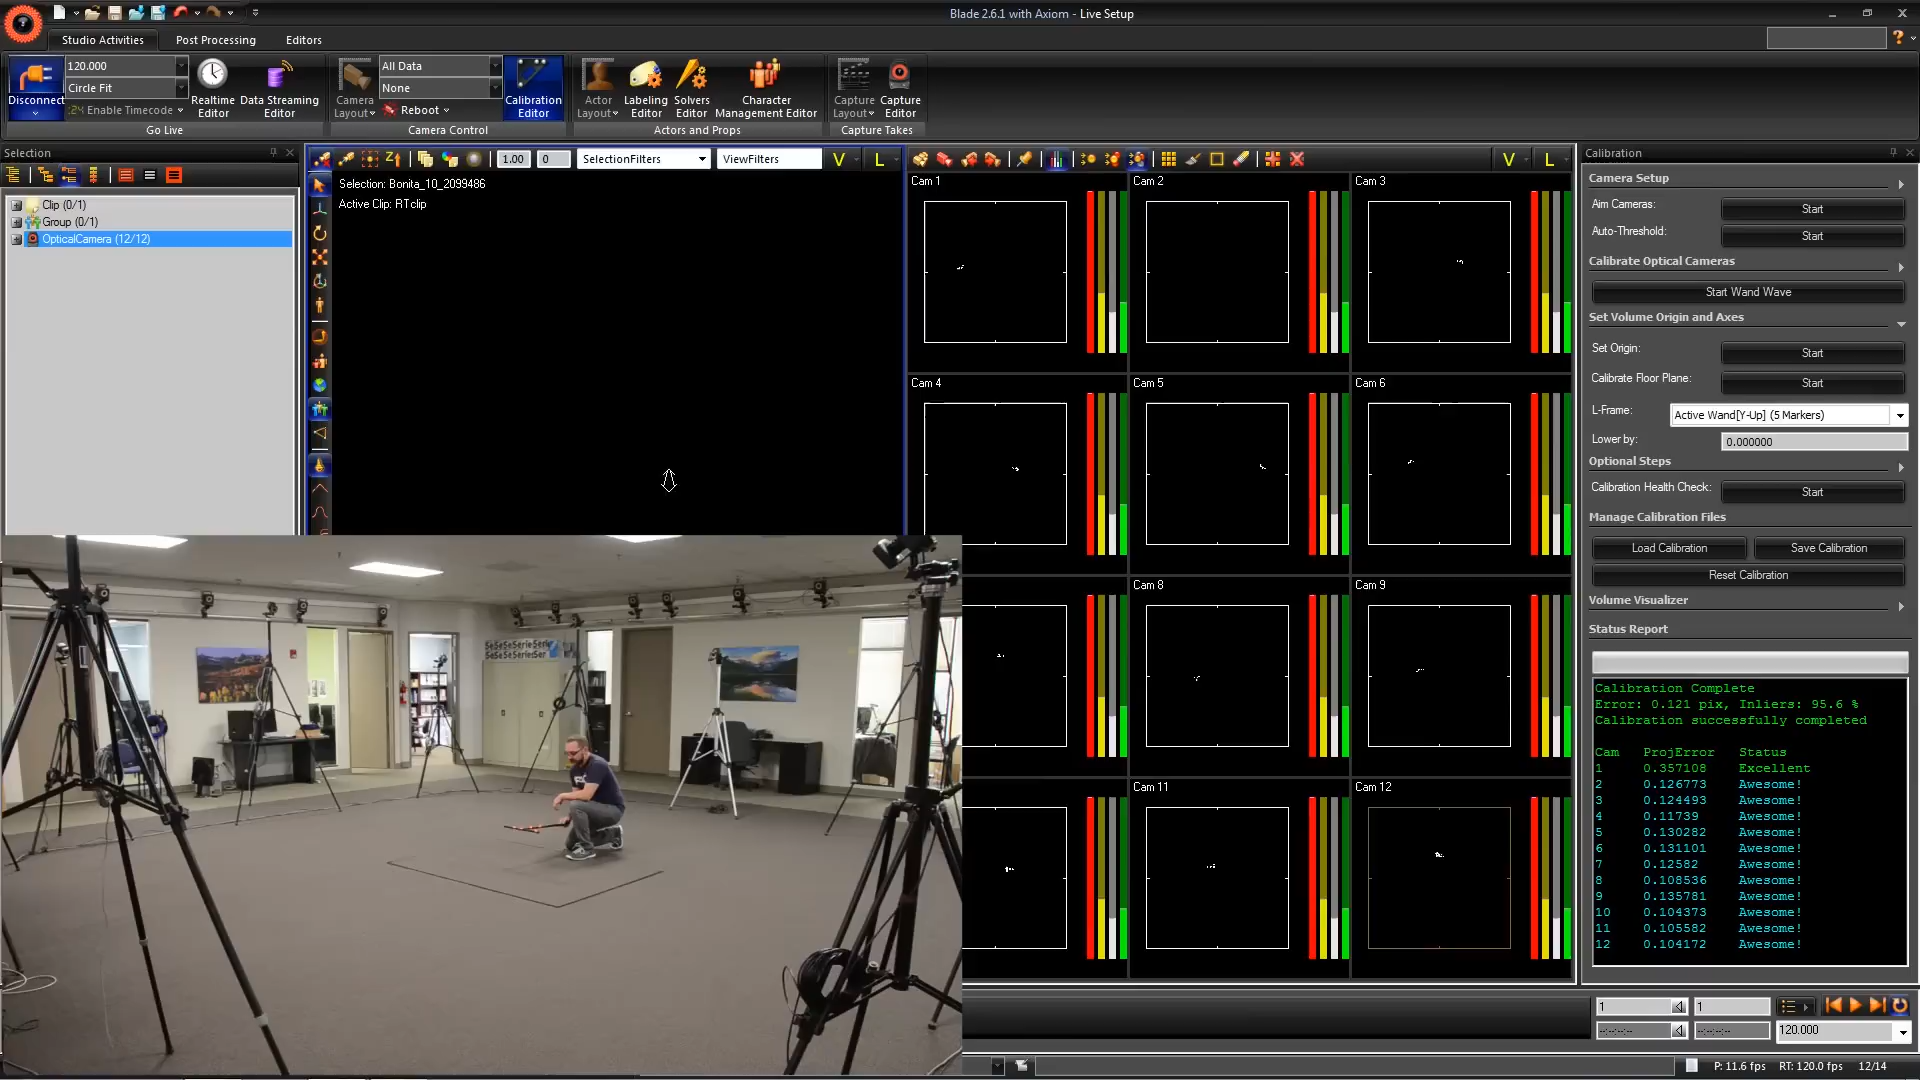 Blade 2.6.1 with Axiom - Live Setup
Studio Activities
Post Processing
Editors
Disconnect
120.000
Circle Fit
Enable Timecode
Realtime Editor
Data Streaming Editor
Go Live
Camera Layout
All Data
None
Reboot
Calibration Editor
Camera Control
Actor Layout
Labeling Editor
Solvers Editor
Character Management Editor
Actors and Props
Capture Layout
Capture Editor
Capture Takes
Selection
Clip (0/1)
Group (0/1)
OpticalCamera (12/12)
1.00
0
SelectionFilters
ViewFilters
V
L
Selection: Bonita_10_2099486
Active Clip: RTclip
V
L
Cam 1
Cam 2
Cam 3
Cam 4
Cam 5
Cam 6
Cam 8
Cam 9
Cam 11
Cam 12
Calibration
Camera Setup
Aim Cameras:
Start
Auto-Threshold:
Start
Calibrate Optical Cameras
Start Wand Wave
Set Volume Origin and Axes
Set Origin:
Start
Calibrate Floor Plane:
Start
L-Frame:
Active Wand[Y-Up] (5 Markers)
Lower by:
0.000000
Optional Steps
Calibration Health Check:
Start
Manage Calibration Files
Load Calibration
Save Calibration
Reset Calibration
Volume Visualizer
Status Report
Calibration Complete
Error: 0.121 pix, Inliers: 95.6 %
Calibration successfully completed
Cam ProjError Status
1 0.357108 Excellent
2 0.126773 Awesome!
3 0.124493 Awesome!
4 0.11739 Awesome!
5 0.130282 Awesome!
6 0.131101 Awesome!
7 0.12582 Awesome!
8 0.108536 Awesome!
9 0.135781 Awesome!
10 0.104373 Awesome!
11 0.105582 Awesome!
12 0.104172 Awesome!
1
1
--:--:--:--
--:--:--:--
120.000
P: 11.6 fps RT: 120.0 fps 12/14